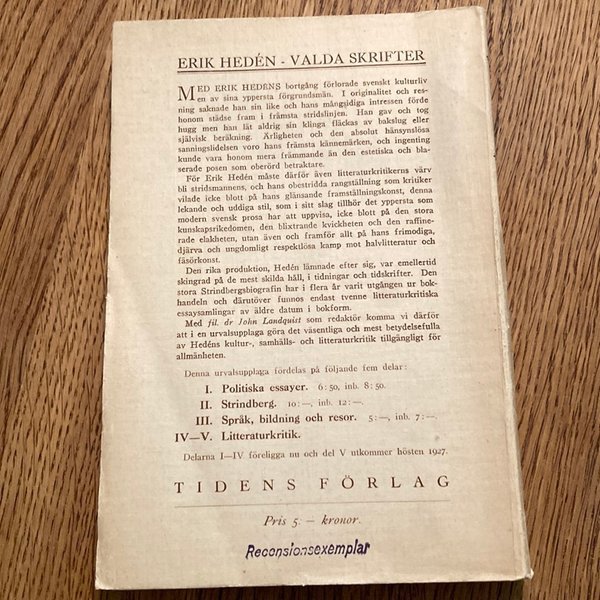 ERIK HEDÉN - VALDA SKRIFTER
MED ERIK HEDENS bortgång förlorade svenskt kulturliv
en av sina yppersta förgrundsmän. I originalitet och res-
ning saknade han sin like och hans mångsidiga intressen förde
honom städse fram i främsta stridslinjen. Han gav och tog
hugg men han lät aldrig sin klinga fläckas av bakslug eller
självisk beräkning. Ärligheten och den absolut hänsynslösa
sanningslidelsen voro hans främsta kännemärken, och ingenting
kunde vara honom mera främmande än den estetiska och bla-
serade posen som oberörd betraktare.
För Erik Hedén måste därför även litteraturkritikens värv
bli stridsmannens, och hans obestridda rangställning som kritiker
vilade icke blott på hans glänsande framställningskonst, denna
lekande och uddiga stil, som i sitt slag tillhör det yppersta som
modern svensk prosa har att uppvisa, icke blott på den stora
kunskapsrikedomen, den blixtrande kvickheten och den raffine-
rade elakheten, utan även och framför allt på hans frimodiga,
djärva och ungdomligt respektlösa kamp mot halvlitteratur och
fåsörkonst.
Den rika produktion, Hedén lämnade efter sig, var emellertid
skingrad på de mest skilda håll, i tidningar och tidskrifter. Den
stora Strindbergsbiografin har i flera år varit utgången ur bok-
handeln och därutöver funnos endast tvenne litteraturkritiska
essaysamlingar av äldre datum i bokform.
Med fil. dr John Landquist som redaktör komma vi därför
att i en urvalsupplaga göra det väsentliga och mest betydelsefulla
av Hedéns kultur-, samhälls- och litteraturkritik tillgängligt för
allmänheten.
Denna urvalsupplaga fördelas på följande fem delar:
I. Politiska essayer. 6: 50, inb. 8: 50.
II. Strindberg. 10: —, inb. 12: —.
III. Språk, bildning och resor. 5: —, inb. 7: —.
IV—V. Litteraturkritik.
Delarna I—IV föreligga nu och del V utkommer hösten 1927.
TIDENS FÖRLAG
Pris 5 — kronor.
Recensionsexemplar